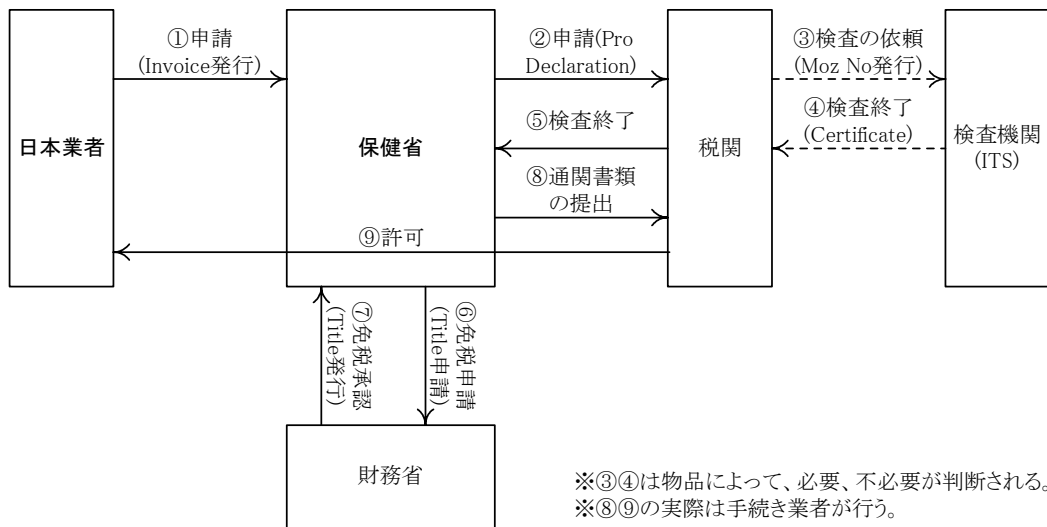 ①申請
(Invoice発行)
②申請(Pro
Declaration)
③検査の依頼
(Moz No発行)
⑤検査終了
④検査終了
(Certificate)
日本業者
保健省
税関
検査機関
(ITS)
⑧通関書類
の提出
⑨許可
⑦免税承認
(Title発行)
⑥免税申請
(Title申請)
財務省
※③④は物品によって、必要、不必要が判断される。
※⑧⑨の実際は手続き業者が行う。